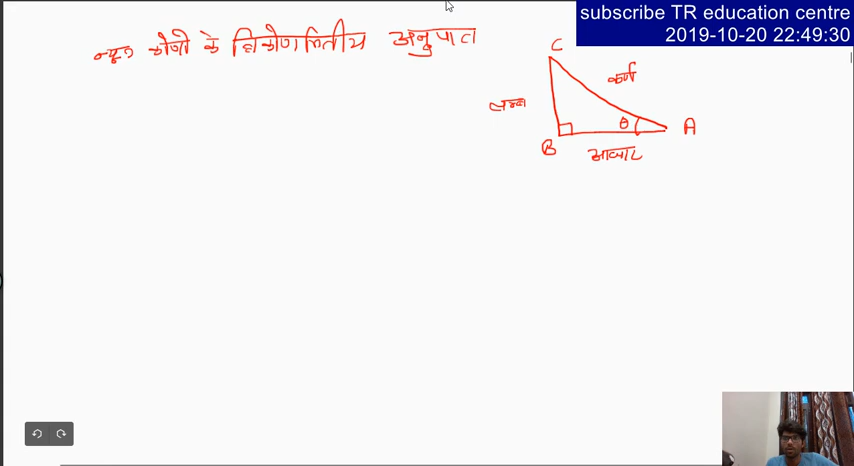 न्यून कोणों के त्रिकोणमितीय अनुपात
subscribe TR education centre
2019-10-20 22:49:30
C
कर्ण
लम्ब
θ
A
B
आधार